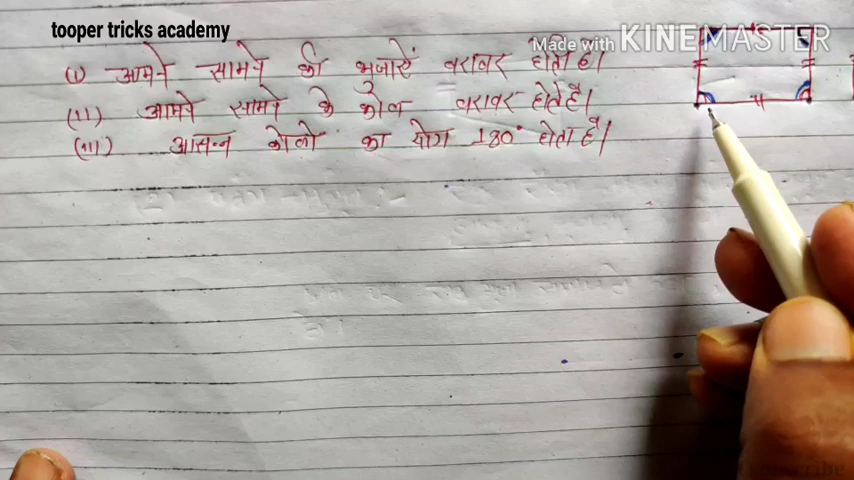 tooper tricks academy
Made with KINEMASTER
(i) आमने सामने की भुजाएं बराबर होती है।
(ii) आमने सामने के कोण बराबर होते है।
(iii) आसन्न कोणो का योग 180° होता है।